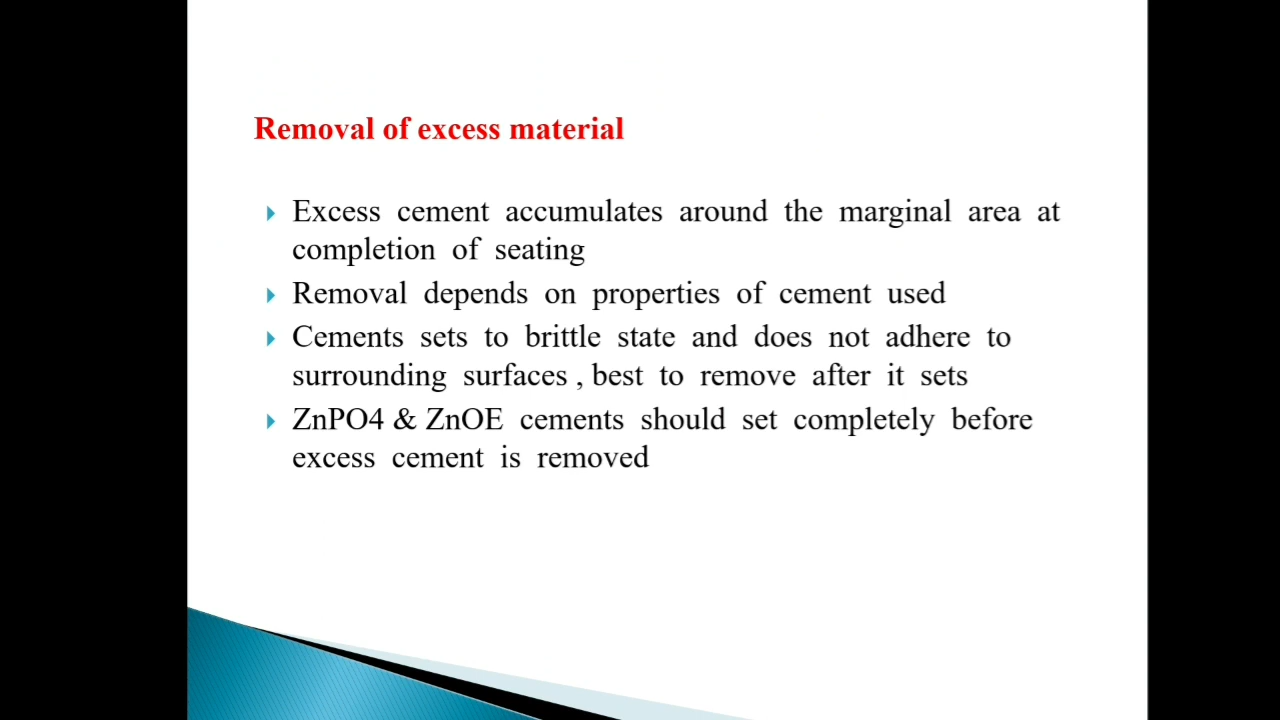 Removal of excess material
Excess cement accumulates around the marginal area at
completion of seating
Removal depends on properties of cement used
Cements sets to brittle state and does not adhere to
surrounding surfaces , best to remove after it sets
ZnPO4 & ZnOE cements should set completely before
excess cement is removed